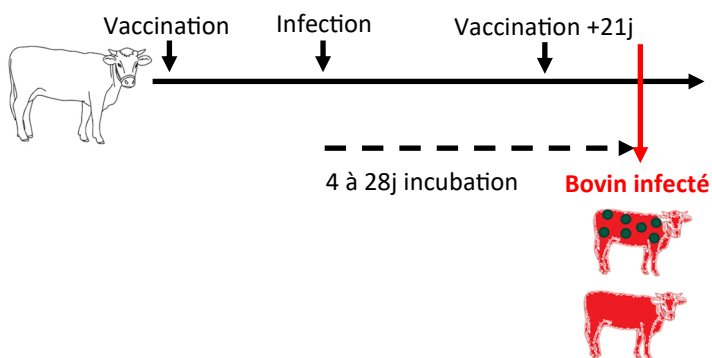 Vaccination
Infection
Vaccination +21j
4 à 28j incubation
Bovin infecté